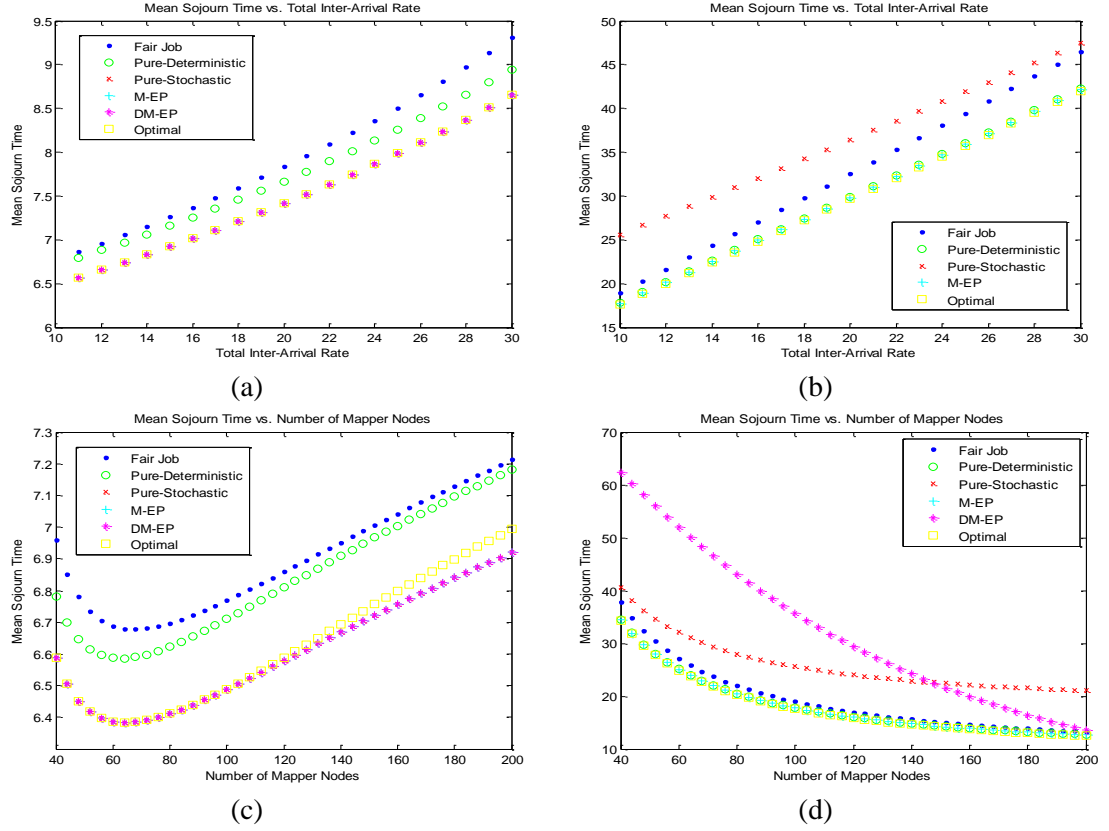 Mean Sojourn Time vs. Total Inter-Arrival Rate
9.5
9
8.5
8
7.5
7
6.5
6
Mean Sojourn Time
Fair Job
Pure-Deterministic
Pure-Stochastic
M-EP
DM-EP
Optimal
10 12 14 16 18 20 22 24 26 28 30
Total Inter-Arrival Rate
(a)
Mean Sojourn Time vs. Total Inter-Arrival Rate
50
45
40
35
30
25
20
15
Mean Sojourn Time
Fair Job
Pure-Deterministic
Pure-Stochastic
M-EP
Optimal
10 12 14 16 18 20 22 24 26 28 30
Total Inter-Arrival Rate
(b)
Mean Sojourn Time vs. Number of Mapper Nodes
7.3
7.2
7
6.9
6.8
6.7
6.6
6.5
6.4
Mean Sojourn Time
Fair Job
Pure-Deterministic
Pure-Stochastic
M-EP
DM-EP
Optimal
40 60 80 100 120 140 160 180 200
Number of Mapper Nodes
(c)
Mean Sojourn Time vs. Number of Mapper Nodes
70
60
50
40
30
20
10
Mean Sojourn Time
Fair Job
Pure-Deterministic
Pure-Stochastic
M-EP
DM-EP
Optimal
40 60 80 100 120 140 160 180 200
Number of Mapper Nodes
(d)